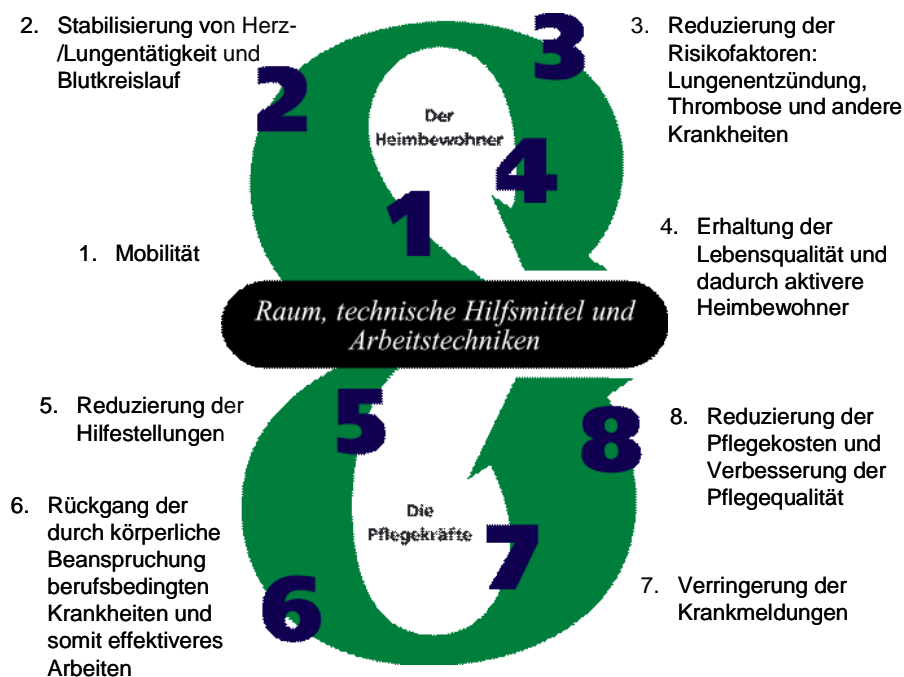 2. Stabilisierung von Herz-
/Lungentätigkeit und
Blutkreislauf
3. Reduzierung der
Risikofaktoren:
Lungenentzündung,
Thrombose und andere
Krankheiten
2
3
Der
Heimbewohner
4
1
1. Mobilität
4. Erhaltung der
Lebensqualität und
dadurch aktivere
Heimbewohner
Raum, technische Hilfsmittel und
Arbeitstechniken
5. Reduzierung der
Hilfestellungen
5
8
8. Reduzierung der
Pflegekosten und
Verbesserung der
Pflegequalität
6. Rückgang der
durch körperliche
Beanspruchung
berufsbedingten
Krankheiten und
somit effektiveres
Arbeiten
Die
Pflegekräfte
7
6
7. Verringerung der
Krankmeldungen